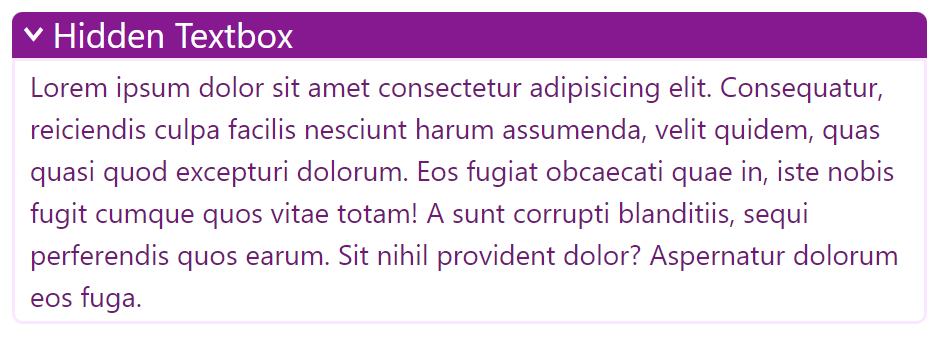 Hidden Textbox
Lorem ipsum dolor sit amet consectetur adipisicing elit. Consequatur,
reiciendis culpa facilis nesciunt harum assumenda, velit quidem, quas
quasi quod excepturi dolorum. Eos fugiat obcaecati quae in, iste nobis
fugit cumque quos vitae totam! A sunt corrupti blanditiis, sequi
perferendis quos earum. Sit nihil provident dolor? Aspernatur dolorum
eos fuga.